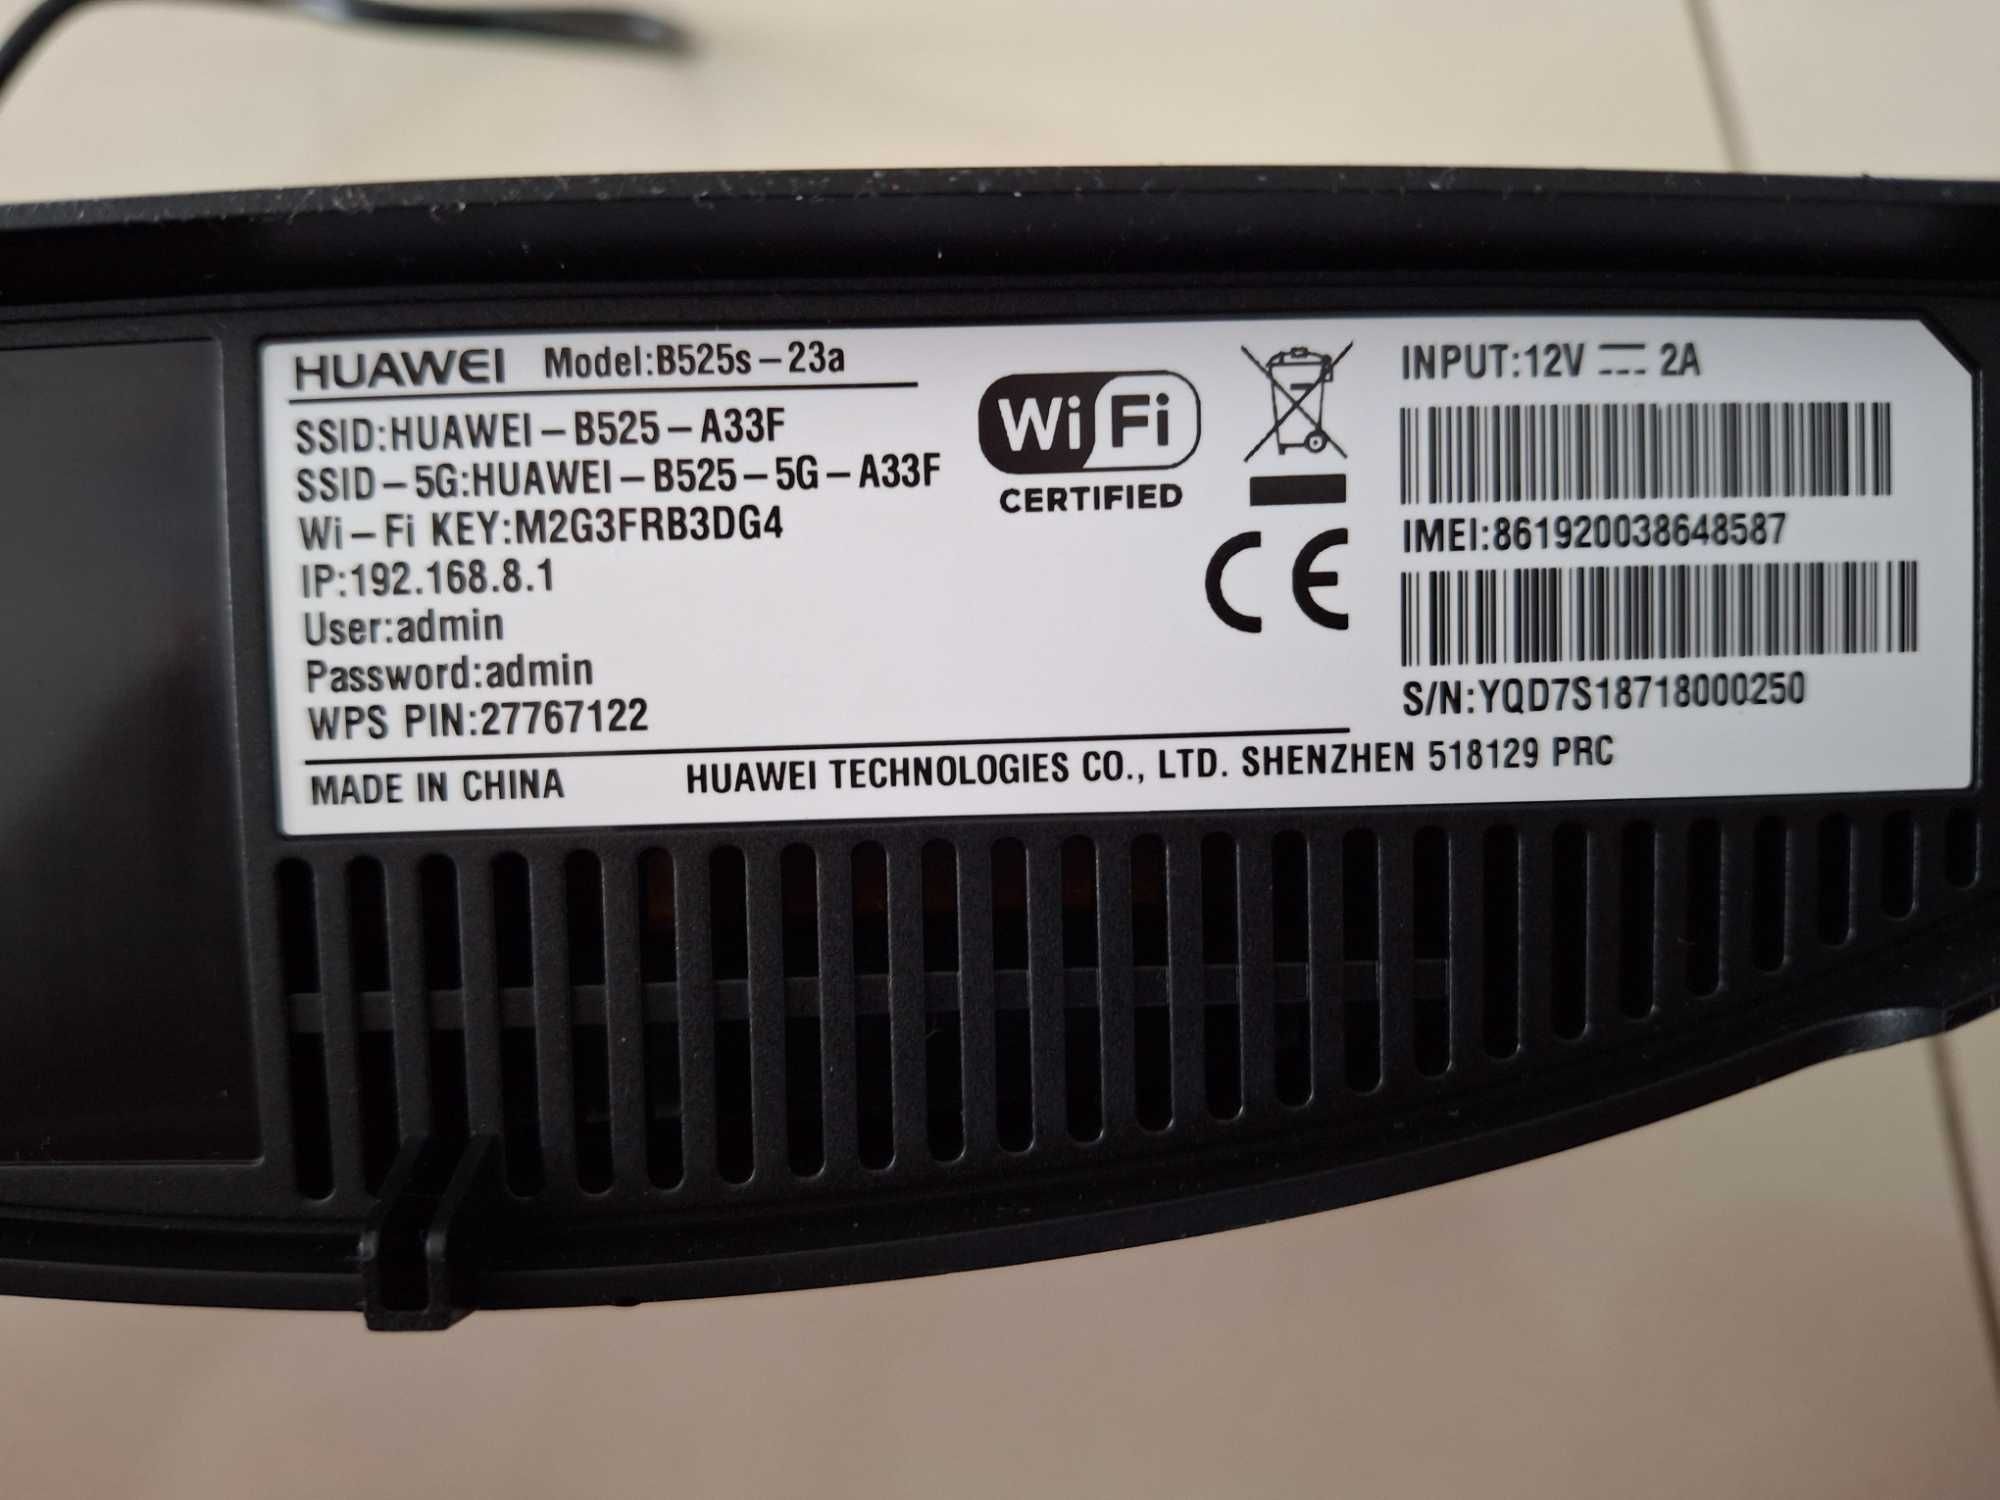 HUAWEI Model:B525s-23a
SSID:HUAWEI-B525-A33F
SSID-5G:HUAWEI-B525-5G-A33F
Wi-Fi KEY:M2G3FRB3DG4
IP:192.168.8.1
User:admin
Password:admin
WPS PIN:27767122
MADE IN CHINA HUAWEI TECHNOLOGIES CO., LTD. SHENZHEN 518129 PRC
WiFi
CERTIFIED
CE
INPUT:12V ⎓ 2A
IMEI:861920038648587
S/N:YQD7S18718000250